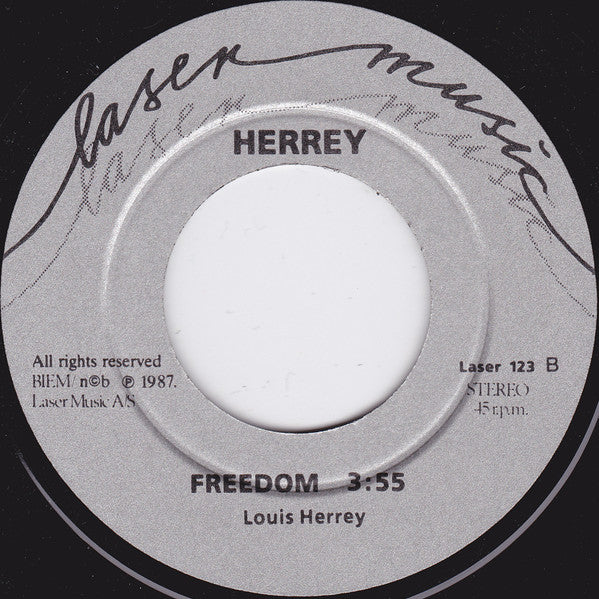 laser music
HERREY
All rights reserved
BIEM/n©b ℗ 1987.
Laser Music A/S
Laser 123 B
STEREO
45 r.p.m.
FREEDOM 3:55
Louis Herrey